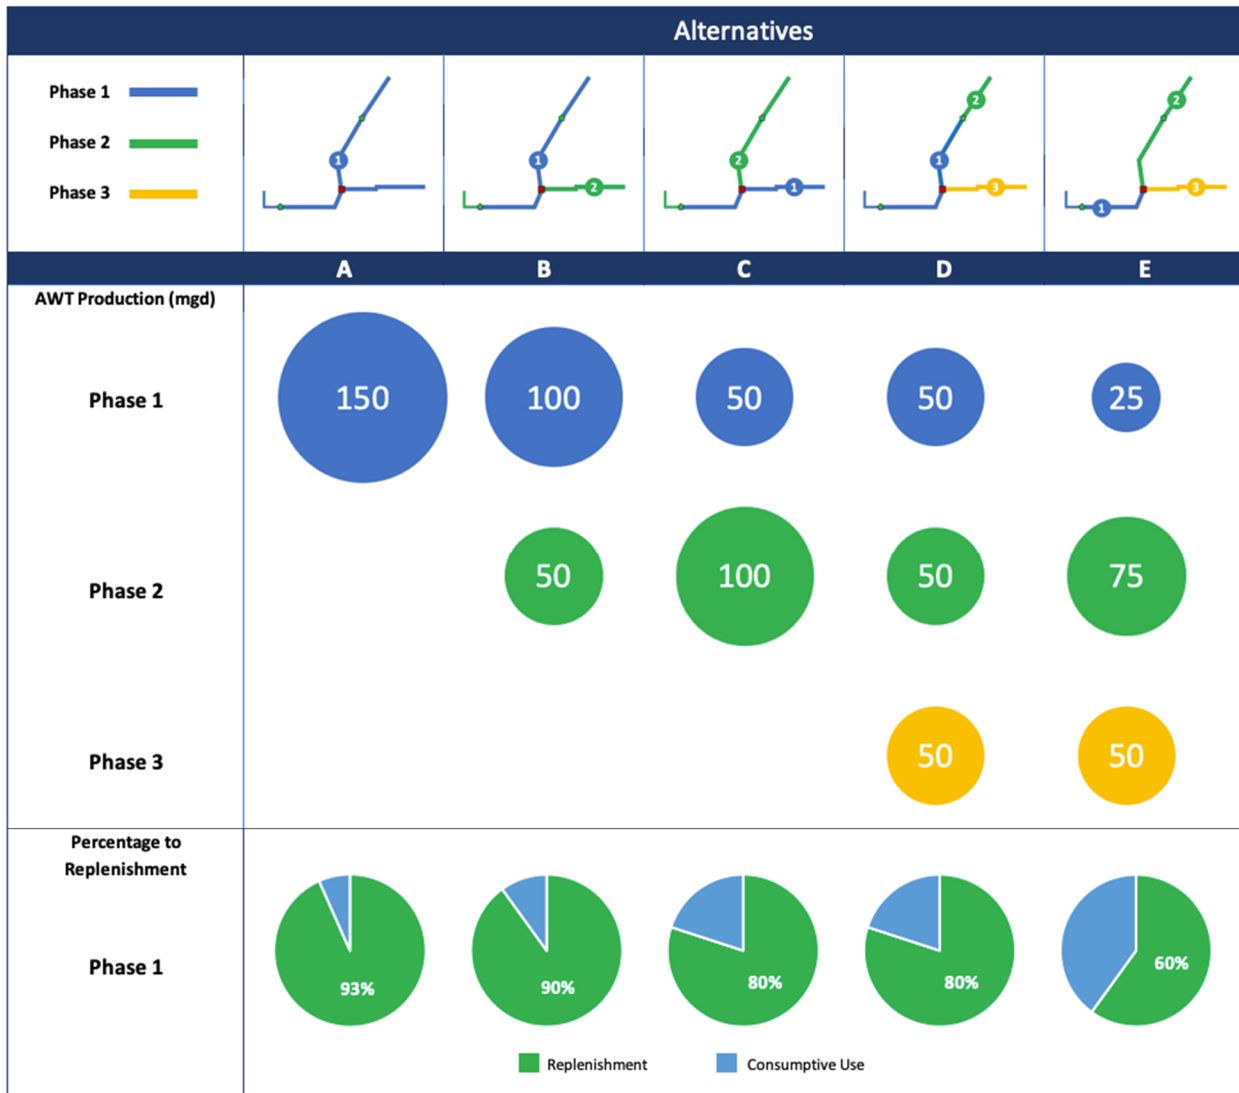 Alternatives
Phase 1
Phase 2
Phase 3
1
1
2
2
1
2
1
3
2
1
3
A
B
C
D
E
AWT Production (mgd)
Phase 1
150
100
50
50
25
Phase 2
50
100
50
75
Phase 3
50
50
Percentage to
Replenishment
Phase 1
93%
90%
80%
80%
60%
Replenishment
Consumptive Use